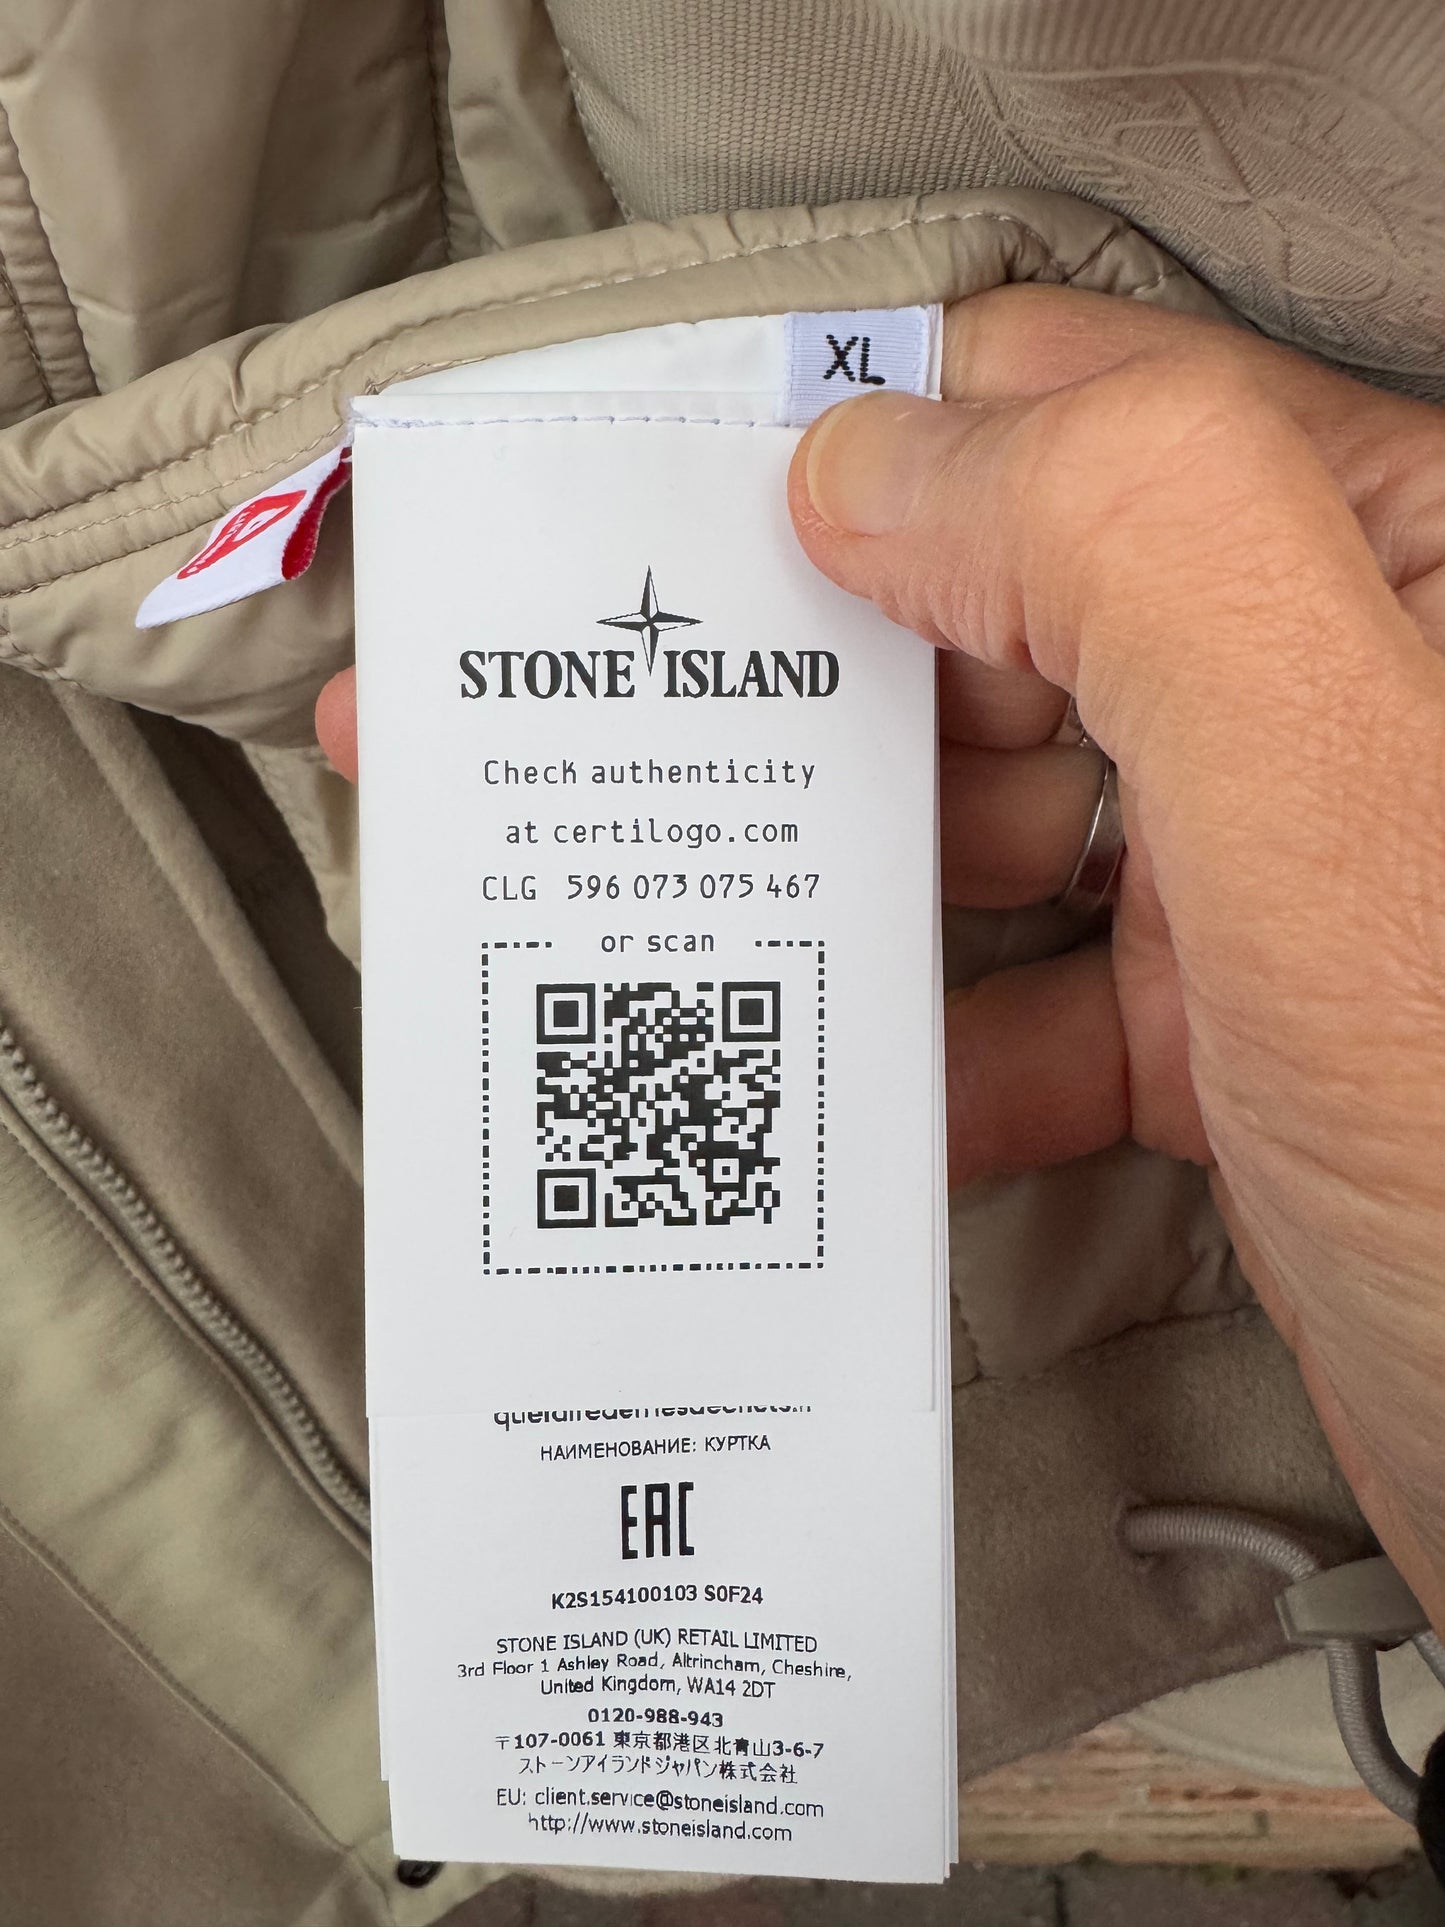 XL
STONE ISLAND
Check authenticity
at certilogo.com
CLG 596 073 075 467
or scan
НАИМЕНОВАНИЕ: КУРТКА
EAC
K2S154100103 S0F24
STONE ISLAND (UK) RETAIL LIMITED
3rd Floor 1 Ashley Road, Altrincham, Cheshire,
United Kingdom, WA14 2DT
0120-988-943
〒107-0061 東京都港区北青山3-6-7
ストーンアイランドジャパン株式会社
EU: client.service@stoneisland.com
http://www.stoneisland.com